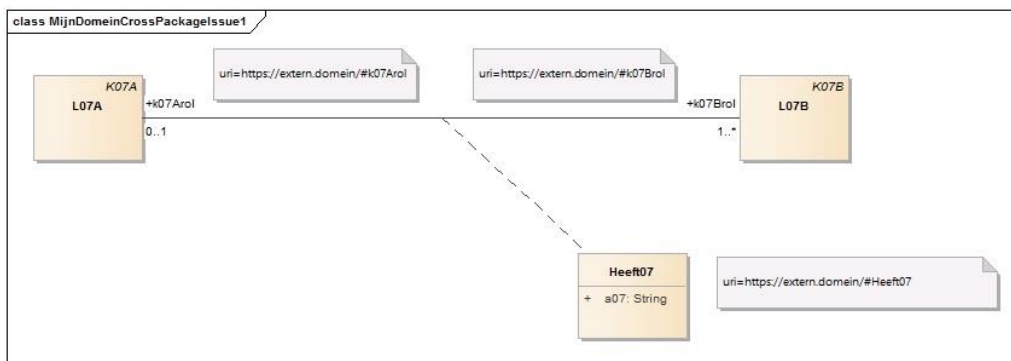 class MijnDomeinCrossPackageIssue1
uri=https://extern.domein/#k07Arol
uri=https://extern.domein/#k07Brol
K07A
L07A
+k07Arol
0..1
+k07Brol
1..*
K07B
L07B
Heeft07
+ a07: String
uri=https://extern.domein/#Heeft07